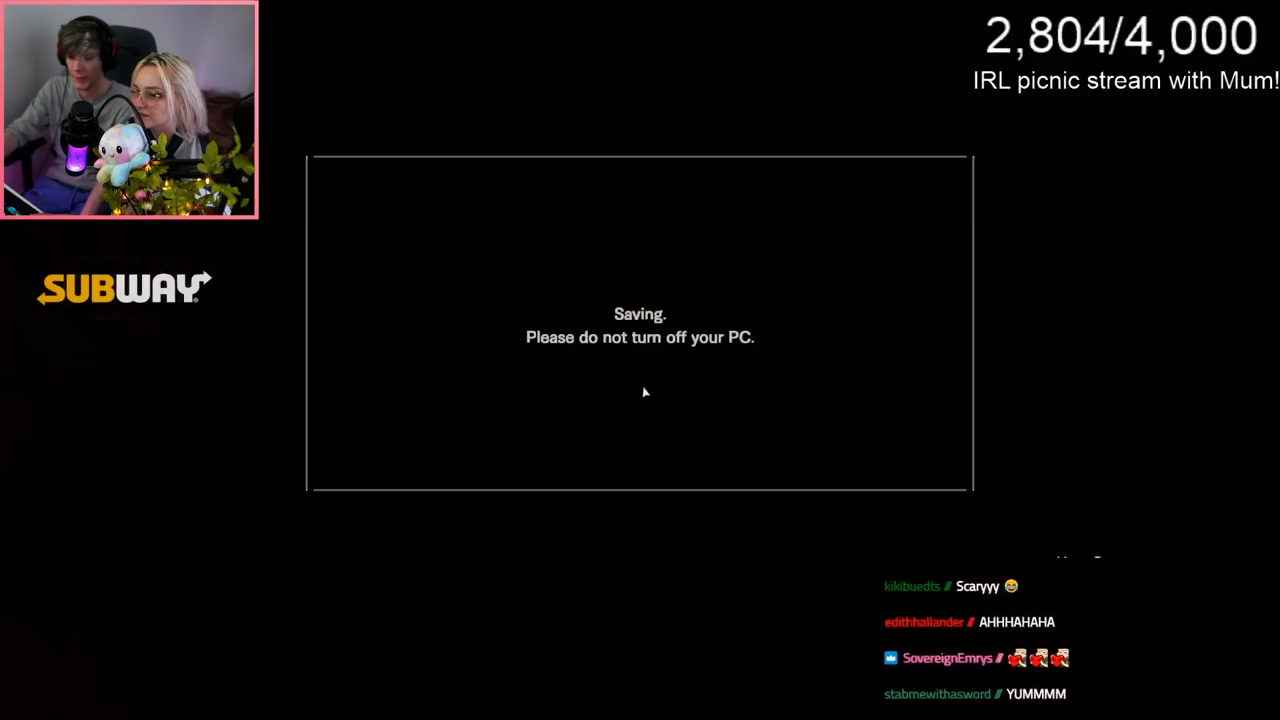 2,804/4,000
IRL picnic stream with Mum!
SUBWAY
Saving.
Please do not turn off your PC.
kikibuedts // Scaryyy 😂
edithhallander // AHHHAHAHA
SovereignEmrys //
stabmewithasword // YUMMMM